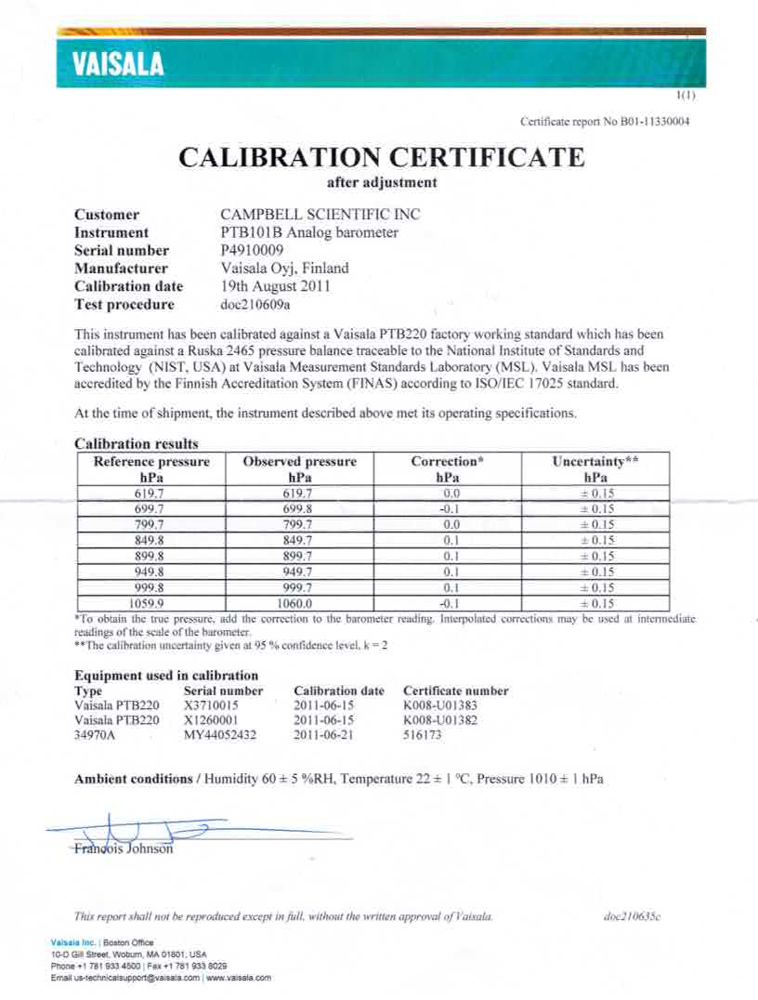 VAISALA
1(1)
Certificate report No B01-11330004
CALIBRATION CERTIFICATE
after adjustment
Customer CAMPBELL SCIENTIFIC INC
Instrument PTB101B Analog barometer
Serial number P4910009
Manufacturer Vaisala Oyj, Finland
Calibration date 19th August 2011
Test procedure doc210609a
This instrument has been calibrated against a Vaisala PTB220 factory working standard which has been
calibrated against a Ruska 2465 pressure balance traceable to the National Institute of Standards and
Technology (NIST, USA) at Vaisala Measurement Standards Laboratory (MSL). Vaisala MSL has been
accredited by the Finnish Accreditation System (FINAS) according to ISO/IEC 17025 standard.
At the time of shipment, the instrument described above met its operating specifications.
Calibration results
Reference pressure Observed pressure Correction* Uncertainty**
hPa hPa hPa hPa
619.7 619.7 0.0 ± 0.15
699.7 699.8 -0.1 ± 0.15
799.7 799.7 0.0 ± 0.15
849.8 849.7 0.1 ± 0.15
899.8 899.7 0.1 ± 0.15
949.8 949.7 0.1 ± 0.15
999.8 999.7 0.1 ± 0.15
1059.9 1060.0 -0.1 ± 0.15
*To obtain the true pressure, add the correction to the barometer reading. Interpolated corrections may be used at intermediate
readings of the scale of the barometer.
**The calibration uncertainty given at 95 % confidence level, k = 2
Equipment used in calibration
Type Serial number Calibration date Certificate number
Vaisala PTB220 X3710015 2011-06-15 K008-U01383
Vaisala PTB220 X1260001 2011-06-15 K008-U01382
34970A MY44052432 2011-06-21 516173
Ambient conditions / Humidity 60 ± 5 %RH, Temperature 22 ± 1 ℃, Pressure 1010 ± 1 hPa
Francois Johnson
This report shall not be reproduced except in full, without the written approval of Vaisala. doc210635c
Vaisala Inc. | Boston Office
10-D Gill Street, Woburn, MA 01801, USA
Phone +1 781 933 4500 | Fax +1 781 933 8029
Email us-technicalsupport@vaisala.com | www.vaisala.com